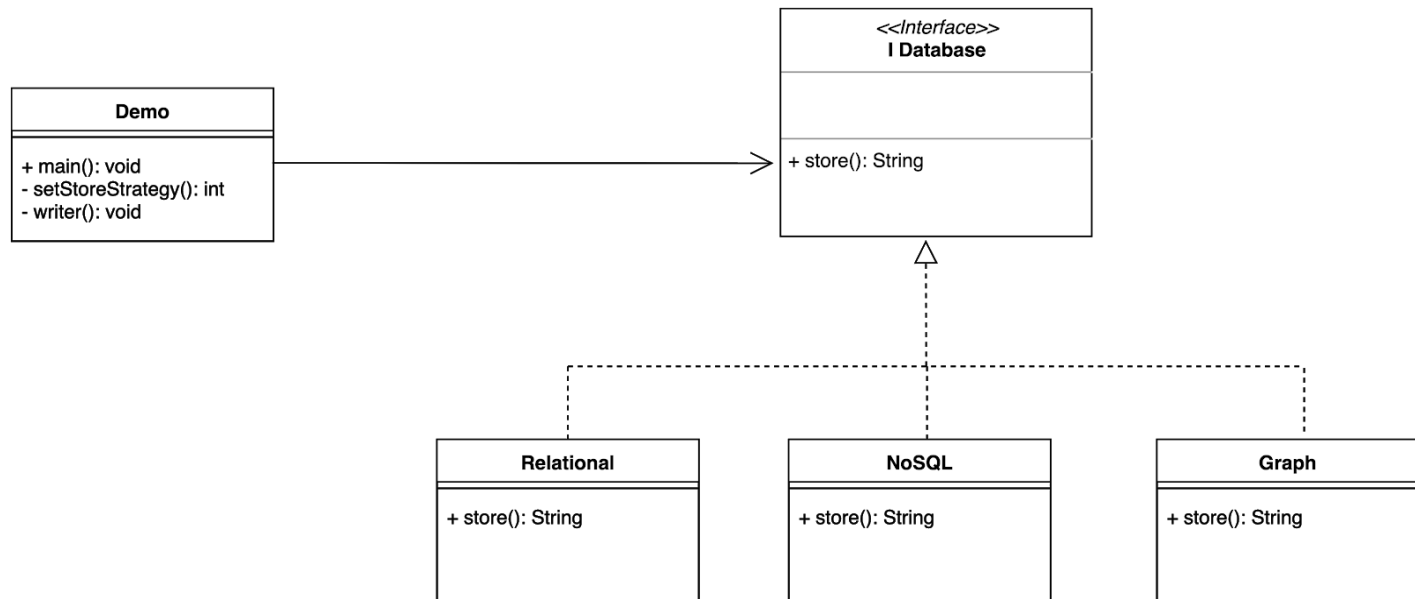 <<Interface>>
I Database
+ store(): String
Demo
+ main(): void
- setStoreStrategy(): int
- writer(): void
Relational
+ store(): String
NoSQL
+ store(): String
Graph
+ store(): String